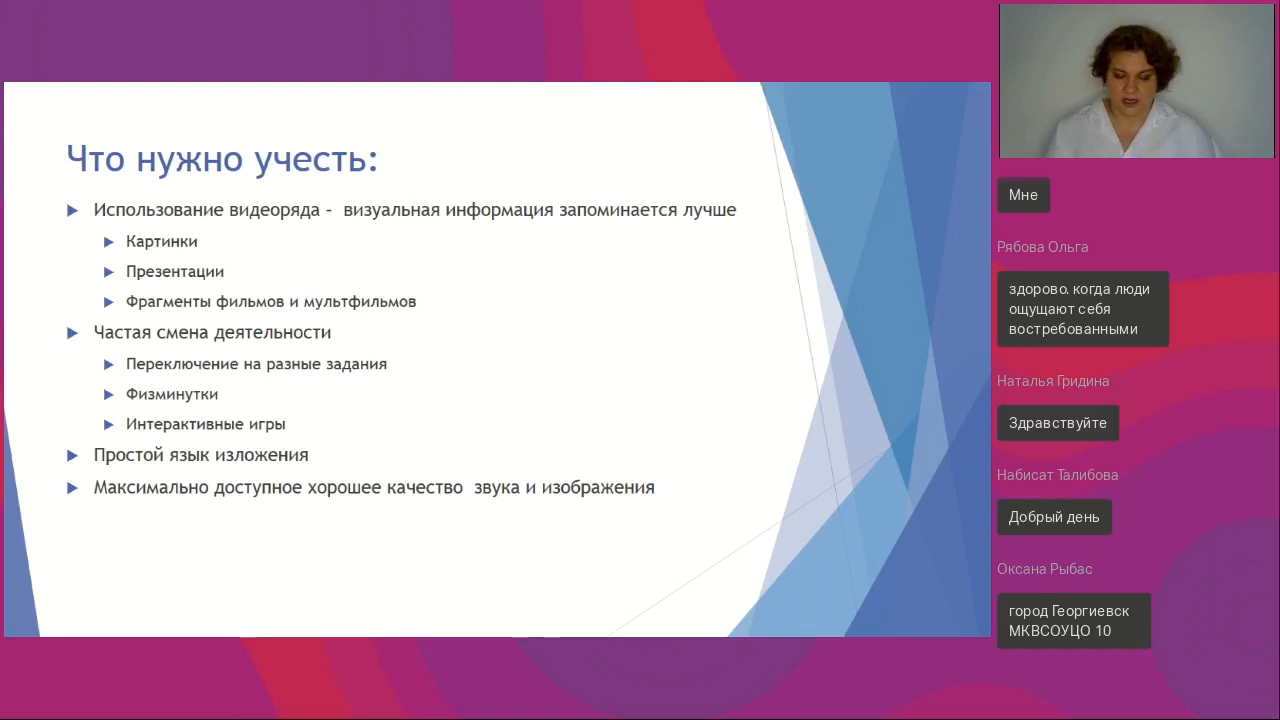 Что нужно учесть:
Использование видеоряда - визуальная информация запоминается лучше
Картинки
Презентации
Фрагменты фильмов и мультфильмов
Частая смена деятельности
Переключение на разные задания
Физминутки
Интерактивные игры
Простой язык изложения
Максимально доступное хорошее качество звука и изображения
Мне
Рябова Ольга
здорово. когда люди
ощущают себя
востребованными
Наталья Гридина
Здравствуйте
Набисат Талибова
Добрый день
Оксана Рыбас
город Георгиевск
МКВСОУЦО 10